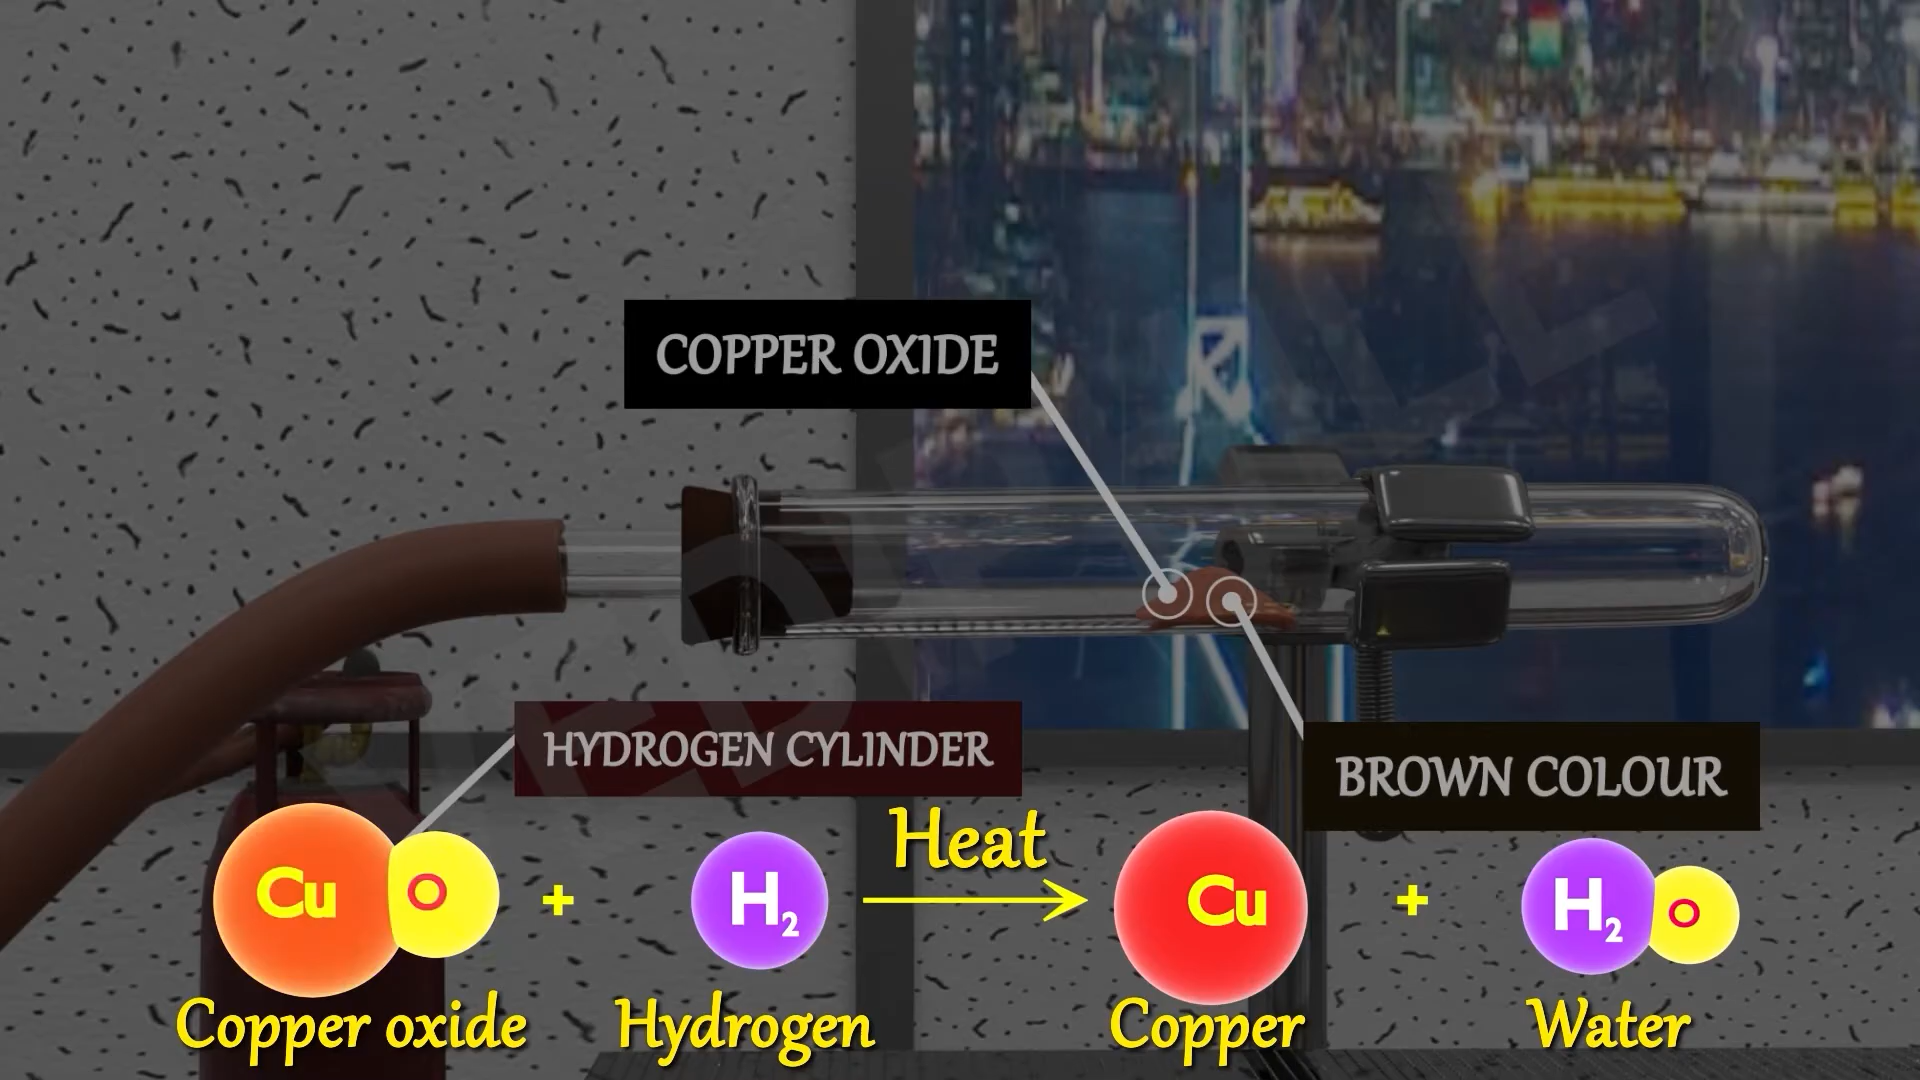 COPPER OXIDE
HYDROGEN CYLINDER
BROWN COLOUR
Heat
Cu O + H₂ Cu + H₂ O
Copper oxide Hydrogen Copper Water